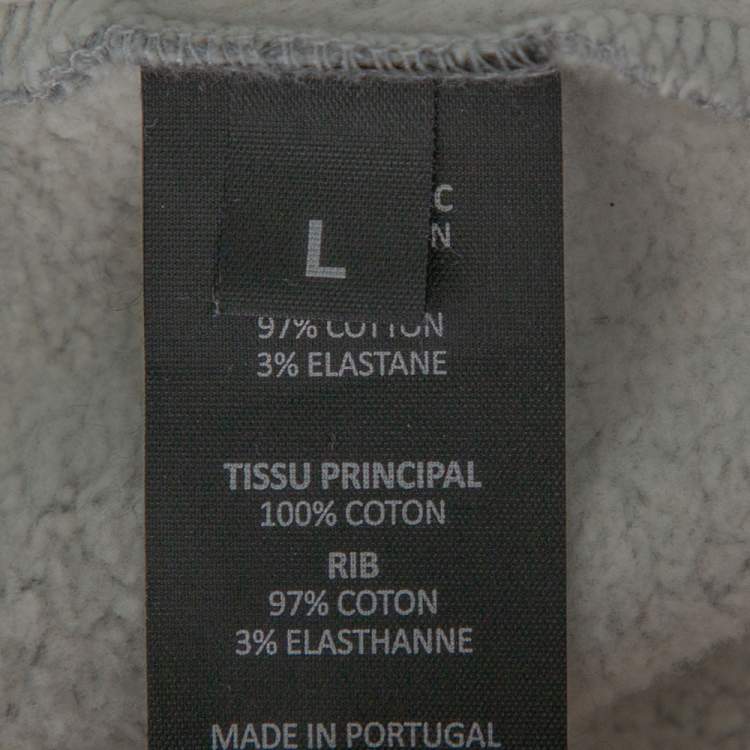 L
C
N
97% COTTON
3% ELASTANE
TISSU PRINCIPAL
100% COTON
RIB
97% COTON
3% ELASTHANNE
MADE IN PORTUGAL